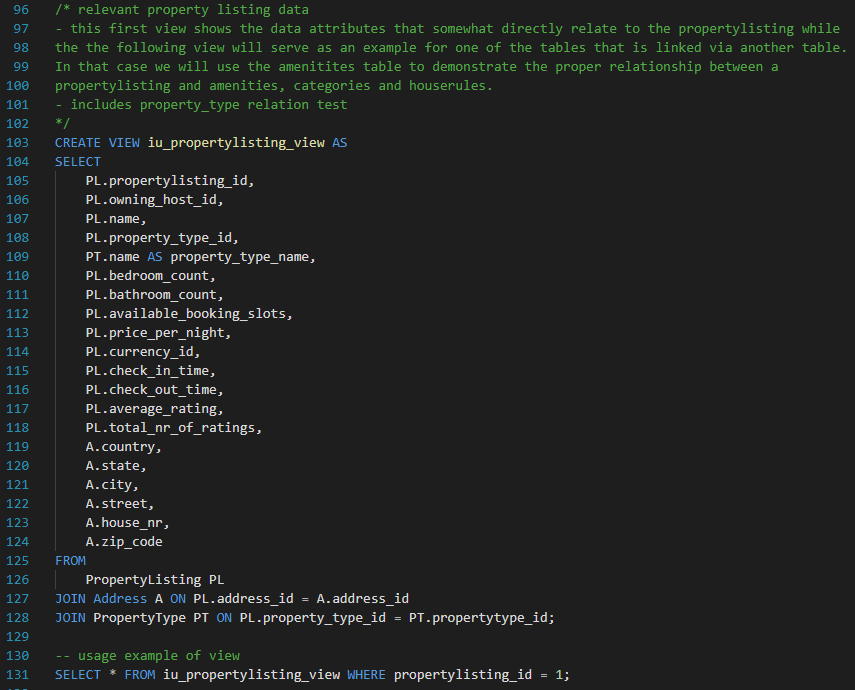 96 /* relevant property listing data
97 - this first view shows the data attributes that somewhat directly relate to the propertylisting while
98 the the following view will serve as an example for one of the tables that is linked via another table.
99 In that case we will use the amenitites table to demonstrate the proper relationship between a
100 propertylisting and amenities, categories and houserules.
101 - includes property_type relation test
102 */
103 CREATE VIEW iu_propertylisting_view AS
104 SELECT
105 PL.propertylisting_id,
106 PL.owning_host_id,
107 PL.name,
108 PL.property_type_id,
109 PT.name AS property_type_name,
110 PL.bedroom_count,
111 PL.bathroom_count,
112 PL.available_booking_slots,
113 PL.price_per_night,
114 PL.currency_id,
115 PL.check_in_time,
116 PL.check_out_time,
117 PL.average_rating,
118 PL.total_nr_of_ratings,
119 A.country,
120 A.state,
121 A.city,
122 A.street,
123 A.house_nr,
124 A.zip_code
125 FROM
126 PropertyListing PL
127 JOIN Address A ON PL.address_id = A.address_id
128 JOIN PropertyType PT ON PL.property_type_id = PT.propertytype_id;
129
130 -- usage example of view
131 SELECT * FROM iu_propertylisting_view WHERE propertylisting_id = 1;